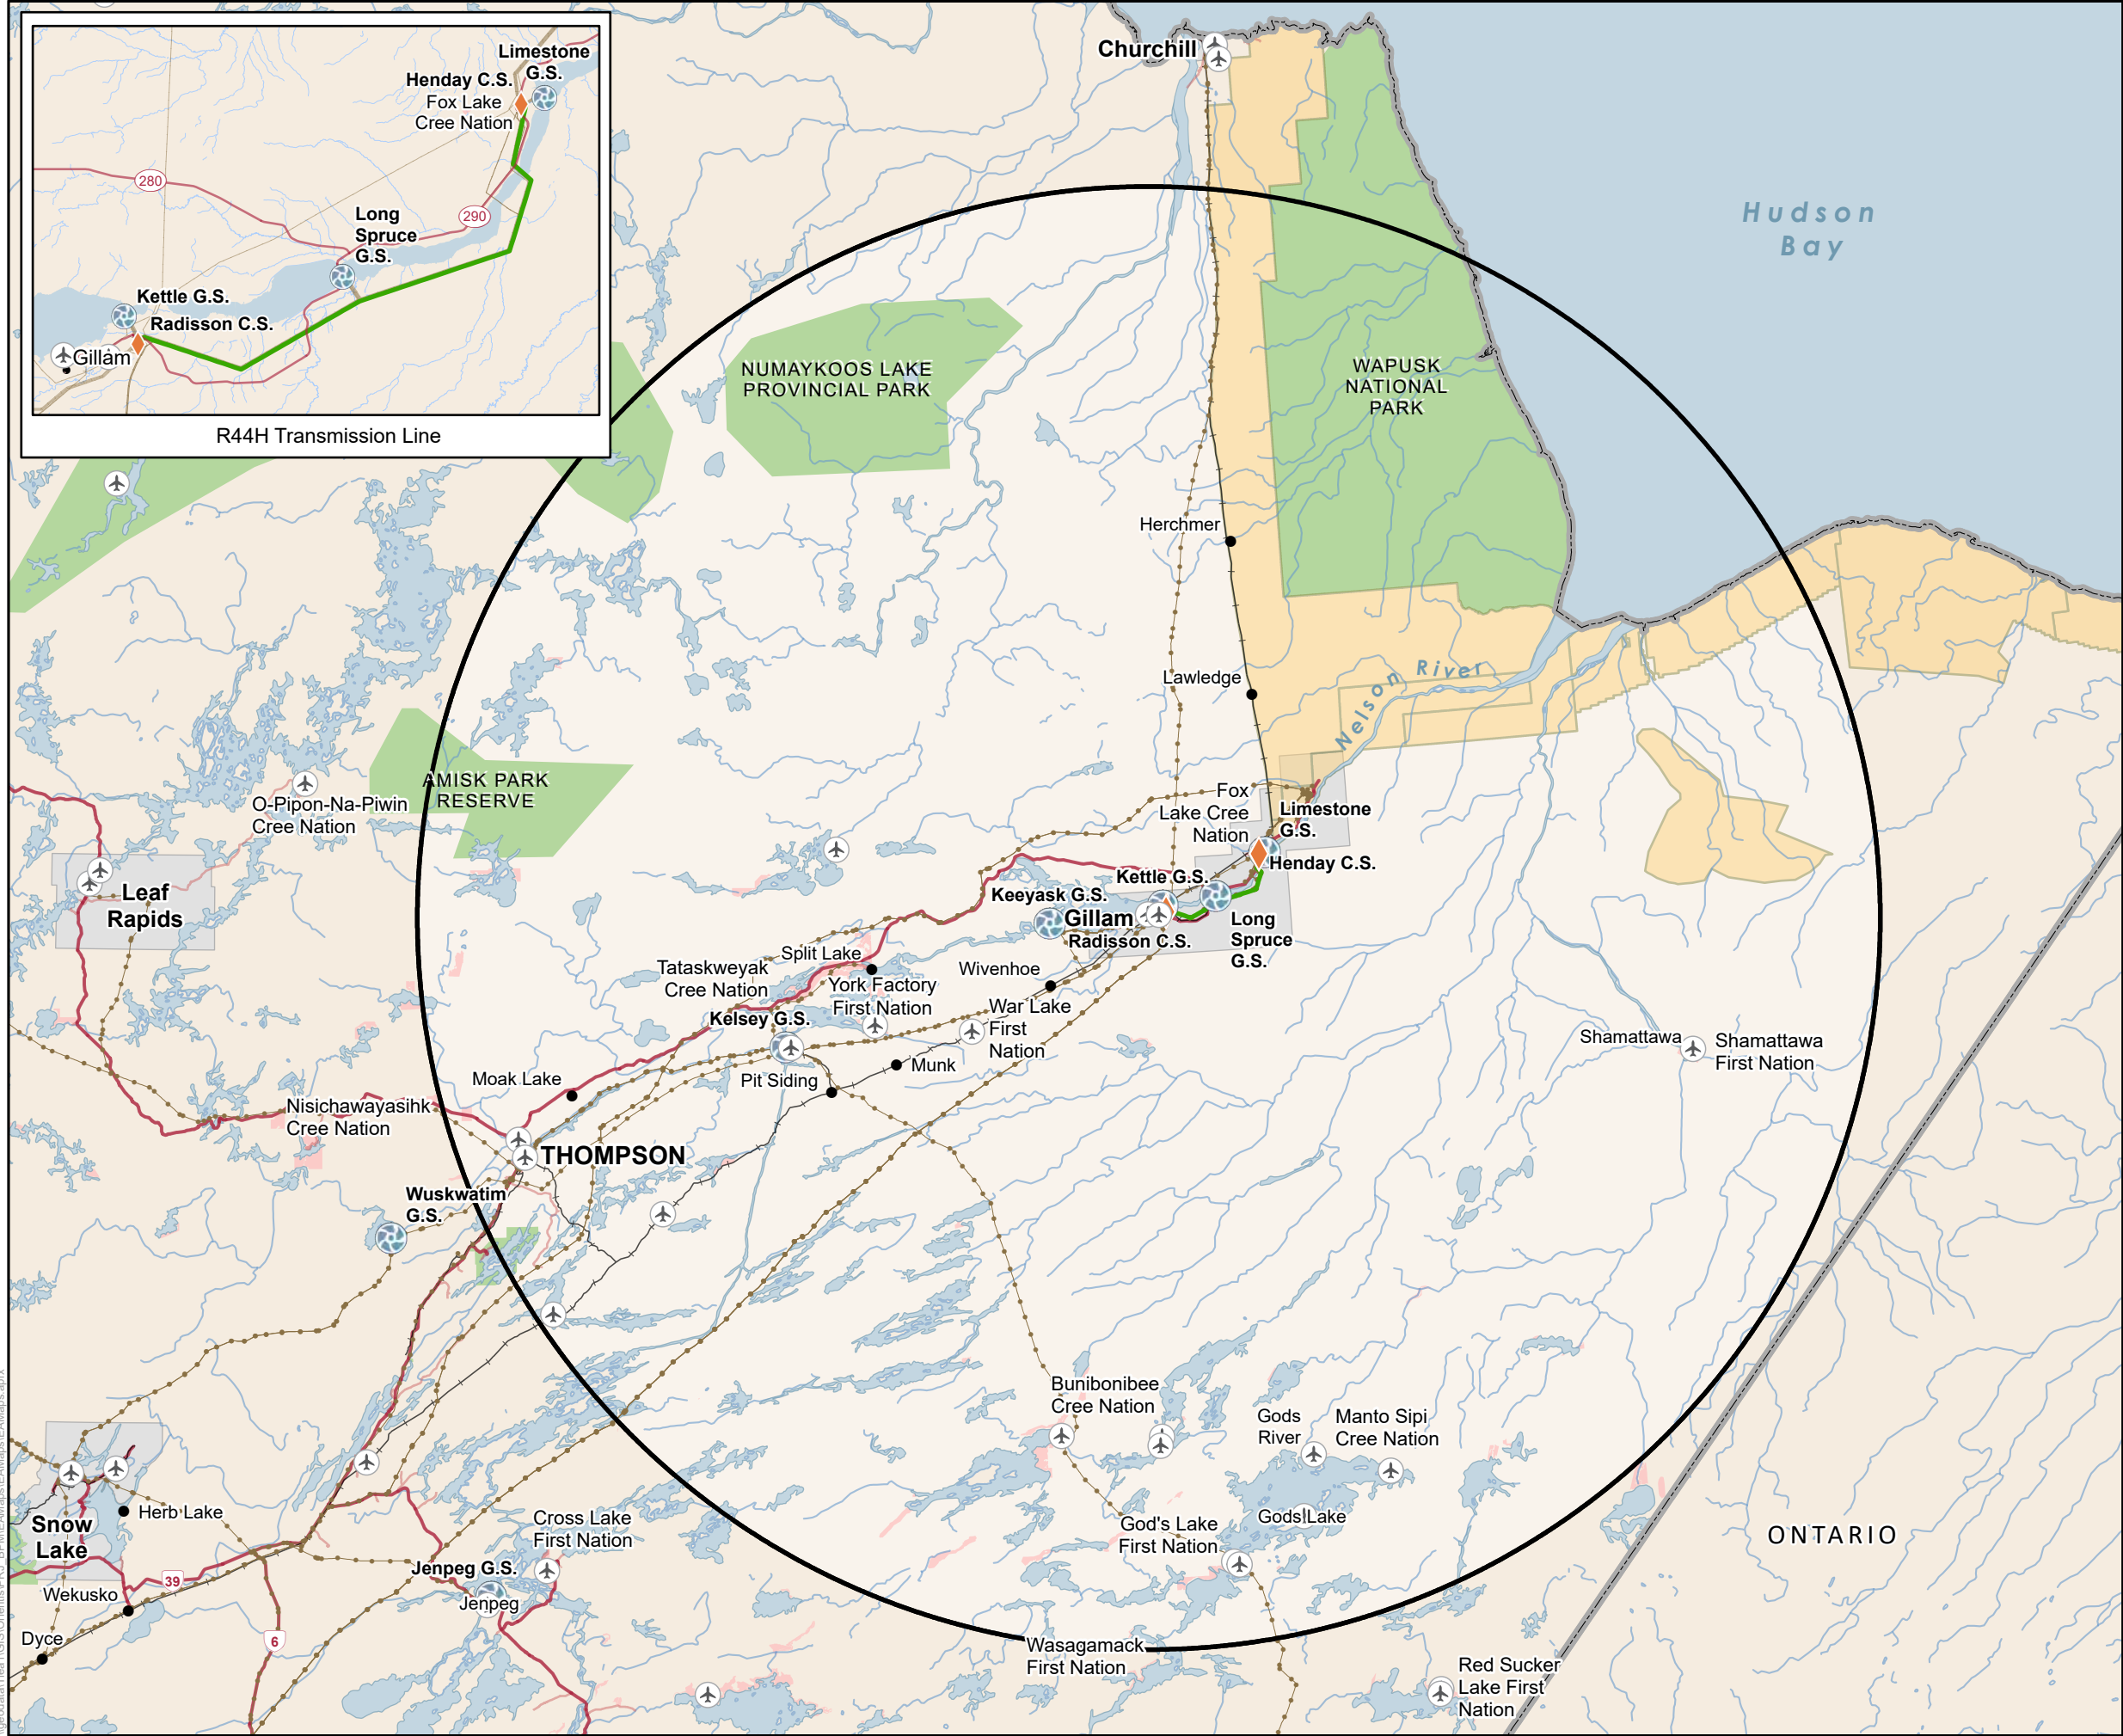 Limestone
G.S.
Henday C.S.
Fox Lake
Cree Nation
280
290
Long
Spruce
G.S.
Kettle G.S.
Radisson C.S.
Gillam
R44H Transmission Line
Churchill
Hudson
Bay
NUMAYKOOS LAKE
PROVINCIAL PARK
WAPUSK
NATIONAL
PARK
Herchmer
Lawledge
Nelson River
AMISK PARK
RESERVE
O-Pipon-Na-Piwin
Cree Nation
Fox
Lake Cree
Nation
Limestone
G.S.
Henday C.S.
Kettle G.S.
Keeyask G.S.
Gillam
Radisson C.S.
Long
Spruce
G.S.
Leaf
Rapids
Split Lake
Tataskweyak
Cree Nation
York Factory
First Nation
Wivenhoe
War Lake
First
Nation
Kelsey G.S.
Munk
Pit Siding
Moak Lake
Shamattawa
Shamattawa
First Nation
Nisichawayasihk
Cree Nation
THOMPSON
Wuskwatim
G.S.
Bunibonibee
Cree Nation
Gods
River
Manto Sipi
Cree Nation
Gods Lake
God's Lake
First Nation
Herb Lake
Snow
Lake
Cross Lake
First Nation
Jenpeg G.S.
Jenpeg
39
Wekusko
6
Dyce
Wasagamack
First Nation
Red Sucker
Lake First
Nation
ONTARIO